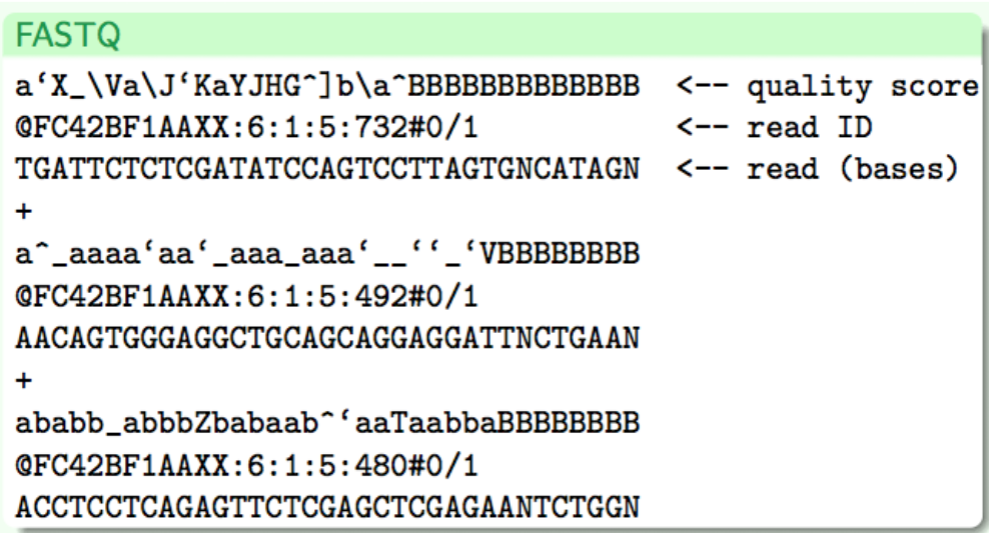 FASTQ
a‘X_\Va\J‘KaYJHG^]b\a^BBBBBBBBBBBBBB <-- quality score
@FC42BF1AAXX:6:1:5:732#0/1 <-- read ID
TGATTCTCTCGATATCCAGTCCTTAGTGNCATAGN <-- read (bases)
+
a^_aaaa‘aa‘_aaa_aaa‘__‘‘_‘VBBBBBBBB
@FC42BF1AAXX:6:1:5:492#0/1
AACAGTGGGAGGCTGCAGCAGGAGGATTNCTGAAN
+
ababb_abbbZbabaab^‘aaTaabbaBBBBBBBB
@FC42BF1AAXX:6:1:5:480#0/1
ACCTCCTCAGAGTTCTCGAGCTCGAGAANTCTGGN